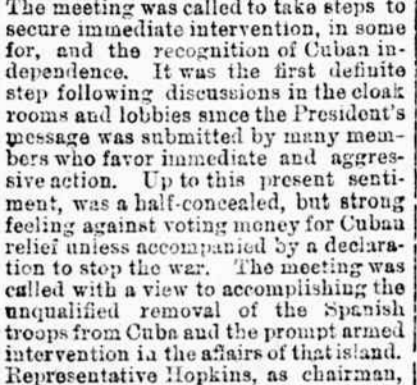 The meeting was called to take steps to
secure immediate intervention, in some
for, and the recognition of Cuban in-
dependence. It was the first definite
step following discussions in the cloak
rooms and lobbies since the President's
message was submitted by many mem-
bers who favor immediate and aggres-
sive action. Up to this present senti-
ment, was a half-concealed, but strong
feeling against voting money for Cuban
relief unless accompanied by a declara-
tion to stop the war. The meeting was
called with a view to accomplishing the
unqualified removal of the Spanish
troops from Cuba and the prompt armed
intervention in the affairs of that island.
Representative Hopkins, as chairman,